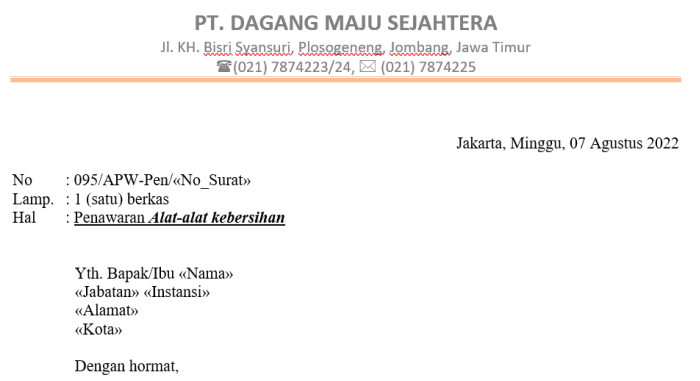 PT. DAGANG MAJU SEJAHTERA
Jl. KH. Bisri Syansuri, Plosogeneng, Jombang, Jawa Timur
☎(021) 7874223/24, ✉ (021) 7874225
Jakarta, Minggu, 07 Agustus 2022
No : 095/APW-Pen/«No_Surat»
Lamp. : 1 (satu) berkas
Hal : Penawaran Alat-alat kebersihan
Yth. Bapak/Ibu «Nama»
«Jabatan» «Instansi»
«Alamat»
«Kota»
Dengan hormat,